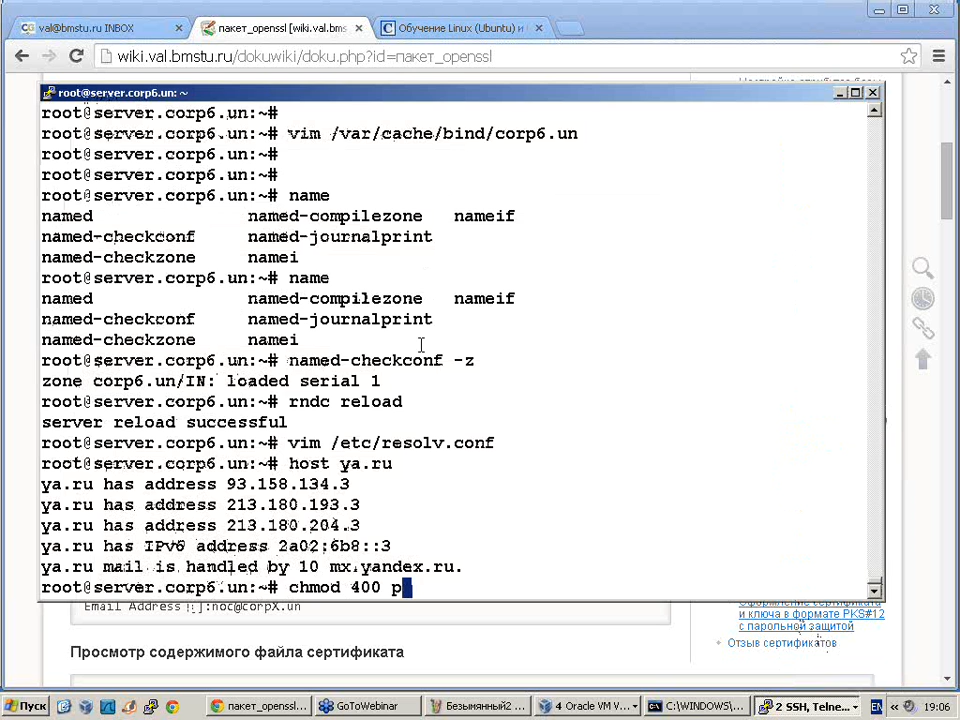 val@bmstu.ru INBOX
пакет_openssl [wiki.val.bms
Обучение Linux (Ubuntu) и
wiki.val.bmstu.ru/dokuwiki/doku.php?id=пакет_openssl
root@server.corp6.un: ~
root@server.corp6.un:~#
root@server.corp6.un:~# vim /var/cache/bind/corp6.un
root@server.corp6.un:~#
root@server.corp6.un:~#
root@server.corp6.un:~# name
named named-compilezone nameif
named-checkconf named-journalprint
named-checkzone namei
root@server.corp6.un:~# name
named named-compilezone nameif
named-checkconf named-journalprint
named-checkzone namei
root@server.corp6.un:~# named-checkconf -z
zone corp6.un/IN: loaded serial 1
root@server.corp6.un:~# rndc reload
server reload successful
root@server.corp6.un:~# vim /etc/resolv.conf
root@server.corp6.un:~# host ya.ru
ya.ru has address 93.158.134.3
ya.ru has address 213.180.193.3
ya.ru has address 213.180.204.3
ya.ru has IPv6 address 2a02:6b8::3
ya.ru mail is handled by 10 mx.yandex.ru.
root@server.corp6.un:~# chmod 400 p
Email Address []:noc@corpX.un
и ключа в формате PKS#12
с парольной защитой
Отзыв сертификатов
Просмотр содержимого файла сертификата
Пуск
пакет_openssl...
GoToWebinar
Безымянный2 ...
4 Oracle VM V...
C:\WINDOWS\...
2 SSH, Telne...
EN
19:06